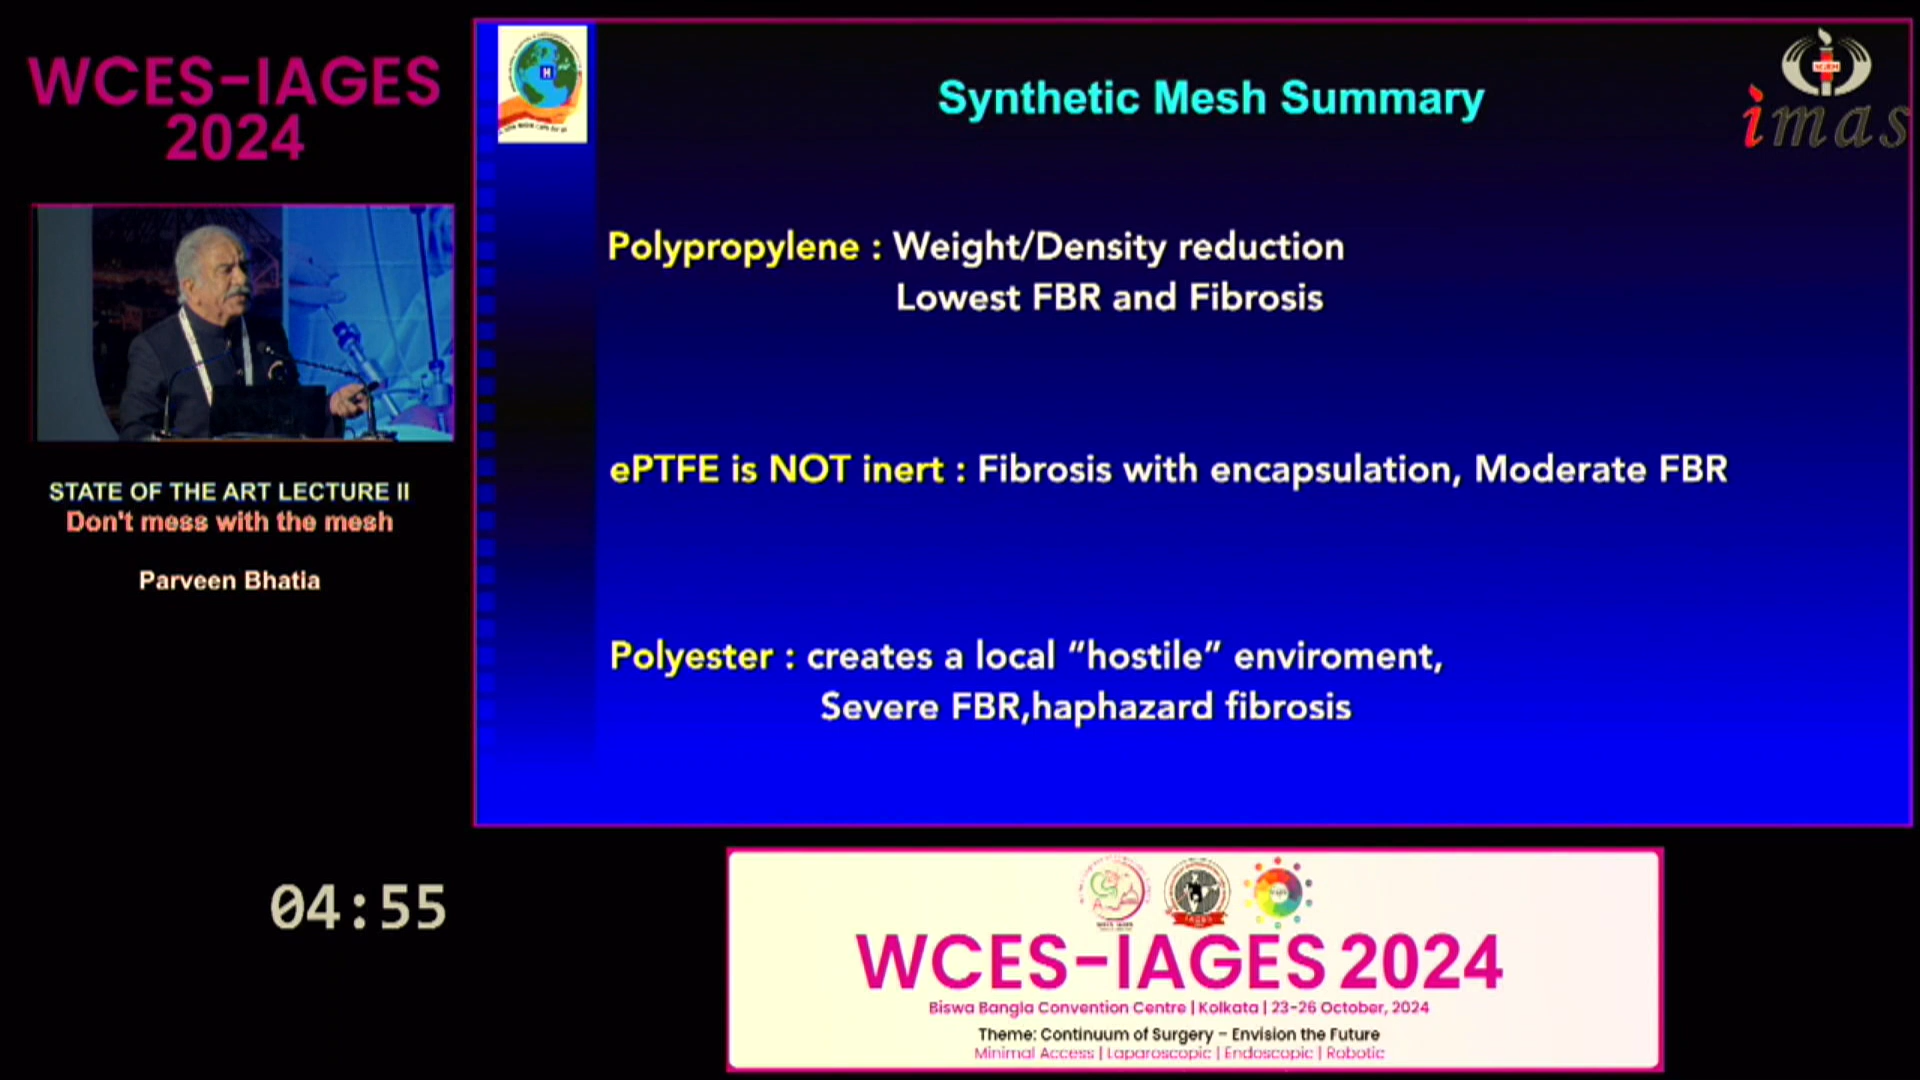 WCES-IAGES
2024
STATE OF THE ART LECTURE II
Don't mess with the mesh
Parveen Bhatia
04:55
Synthetic Mesh Summary
imas
Polypropylene : Weight/Density reduction
Lowest FBR and Fibrosis
ePTFE is NOT inert : Fibrosis with encapsulation, Moderate FBR
Polyester : creates a local "hostile" enviroment,
Severe FBR,haphazard fibrosis
WCES-IAGES 2024
Biswa Bangla Convention Centre | Kolkata | 23-26 October, 2024
Theme: Continuum of Surgery – Envision the Future
Minimal Access | Laparoscopic | Endoscopic | Robotic